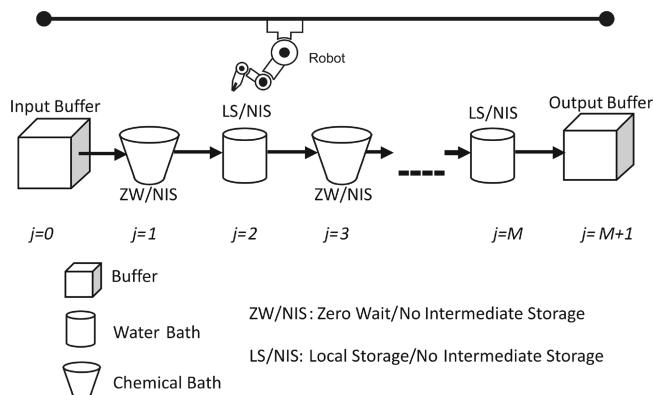 Robot
Input Buffer
LS/NIS
LS/NIS
Output Buffer
ZW/NIS
ZW/NIS
j=0
j=1
j=2
j=3
j=M
j= M+1
Buffer
Water Bath
Chemical Bath
ZW/NIS: Zero Wait/No Intermediate Storage
LS/NIS: Local Storage/No Intermediate Storage